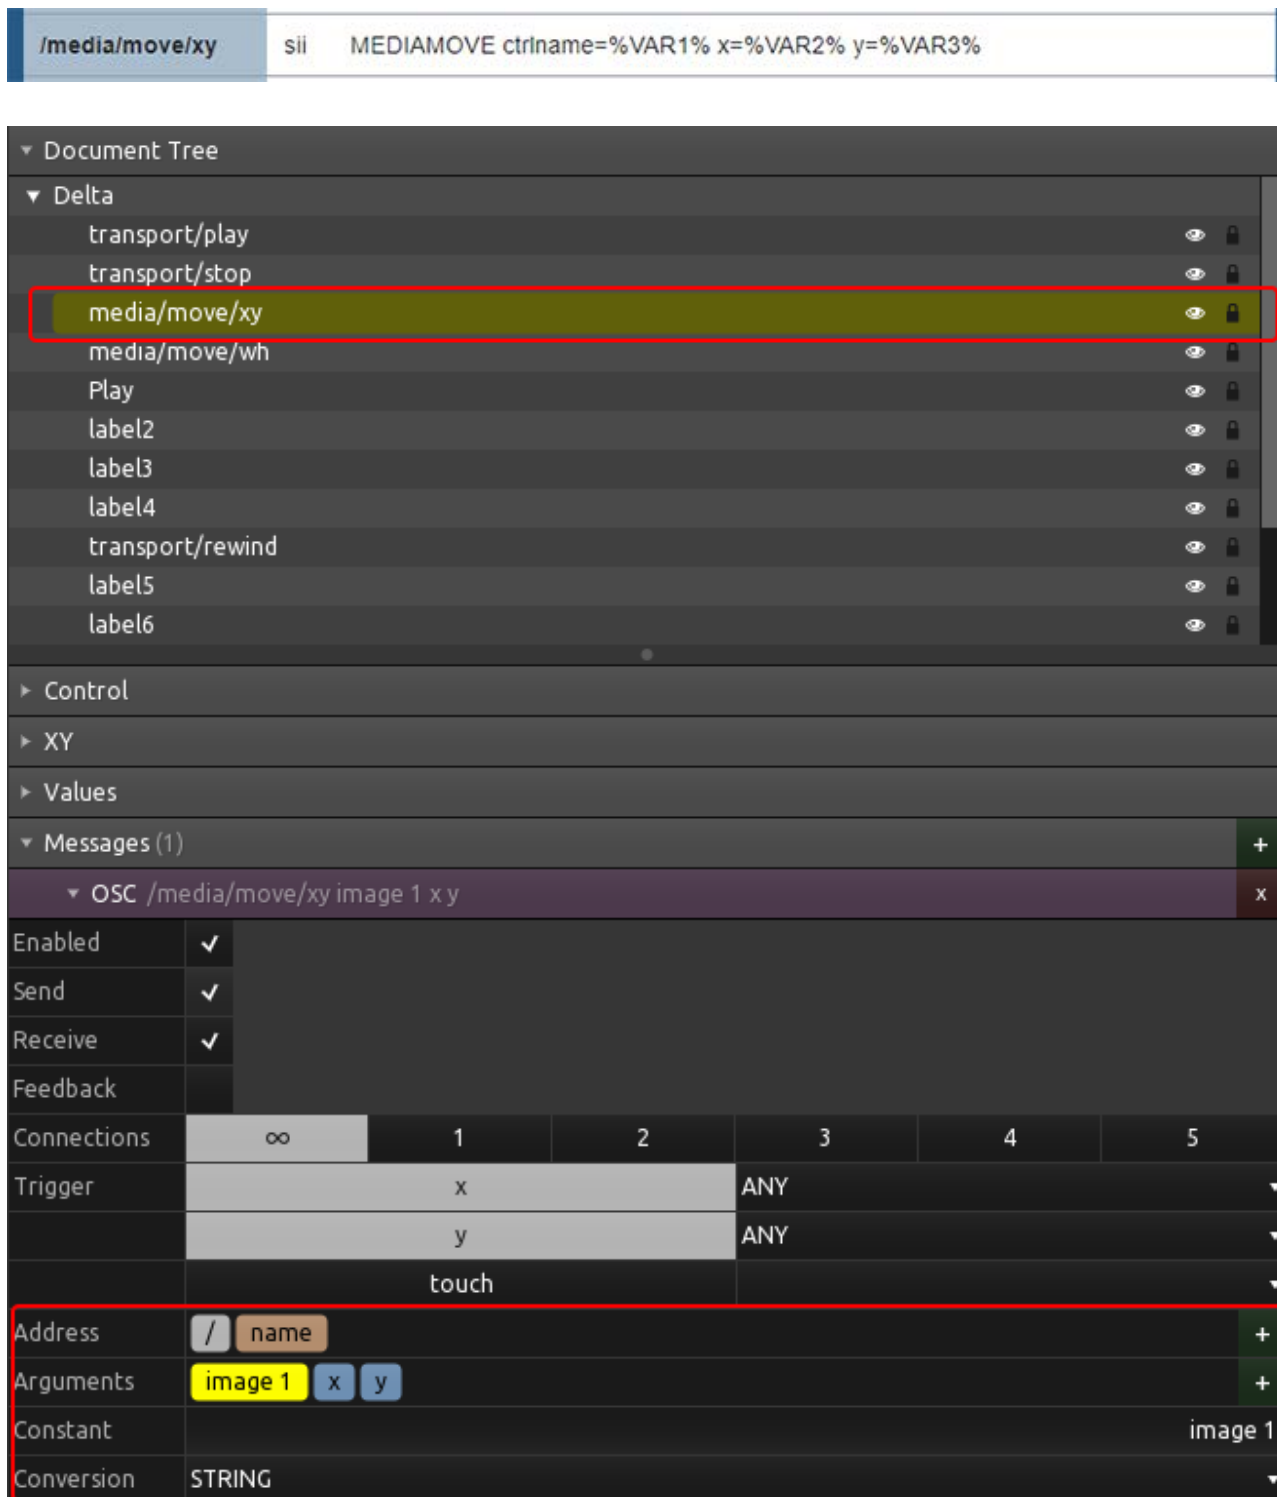 /media/move/xy sii MEDIAMOVE ctrlname=%VAR1% x=%VAR2% y=%VAR3%
Document Tree
Delta
transport/play
transport/stop
media/move/xy
media/move/wh
Play
label2
label3
label4
transport/rewind
label5
label6
Control
XY
Values
Messages (1) +
OSC /media/move/xy image 1 x y x
Enabled
Send
Receive
Feedback
Connections ∞ 1 2 3 4 5
Trigger x ANY
y ANY
touch
Address / name +
Arguments image 1 x y +
Constant image 1
Conversion STRING